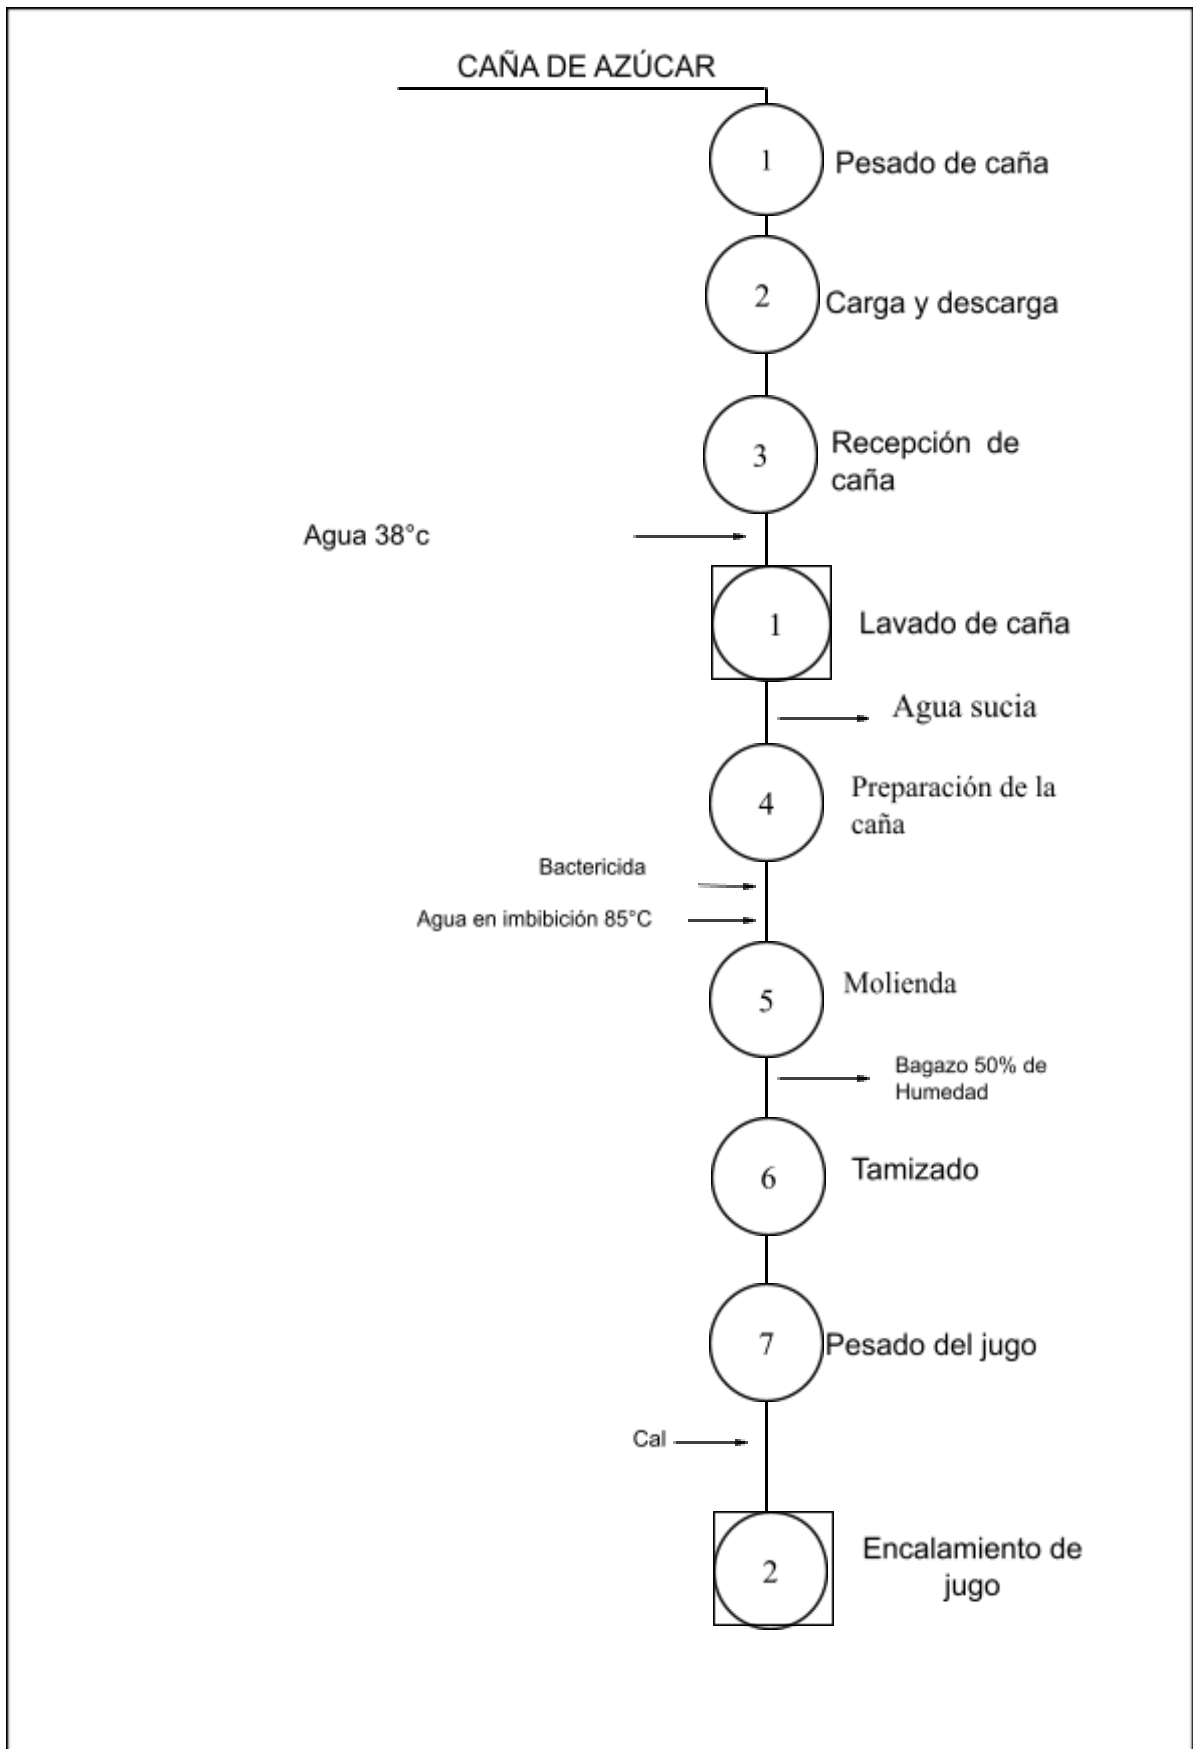 CAÑA DE AZÚCAR
1
Pesado de caña
2
Carga y descarga
3
Recepción de
caña
Agua 38°c
1
Lavado de caña
Agua sucia
4
Preparación de la
caña
Bactericida
Agua en imbibición 85°C
5
Molienda
Bagazo 50% de
Humedad
6
Tamizado
7
Pesado del jugo
Cal
2
Encalamiento de
jugo